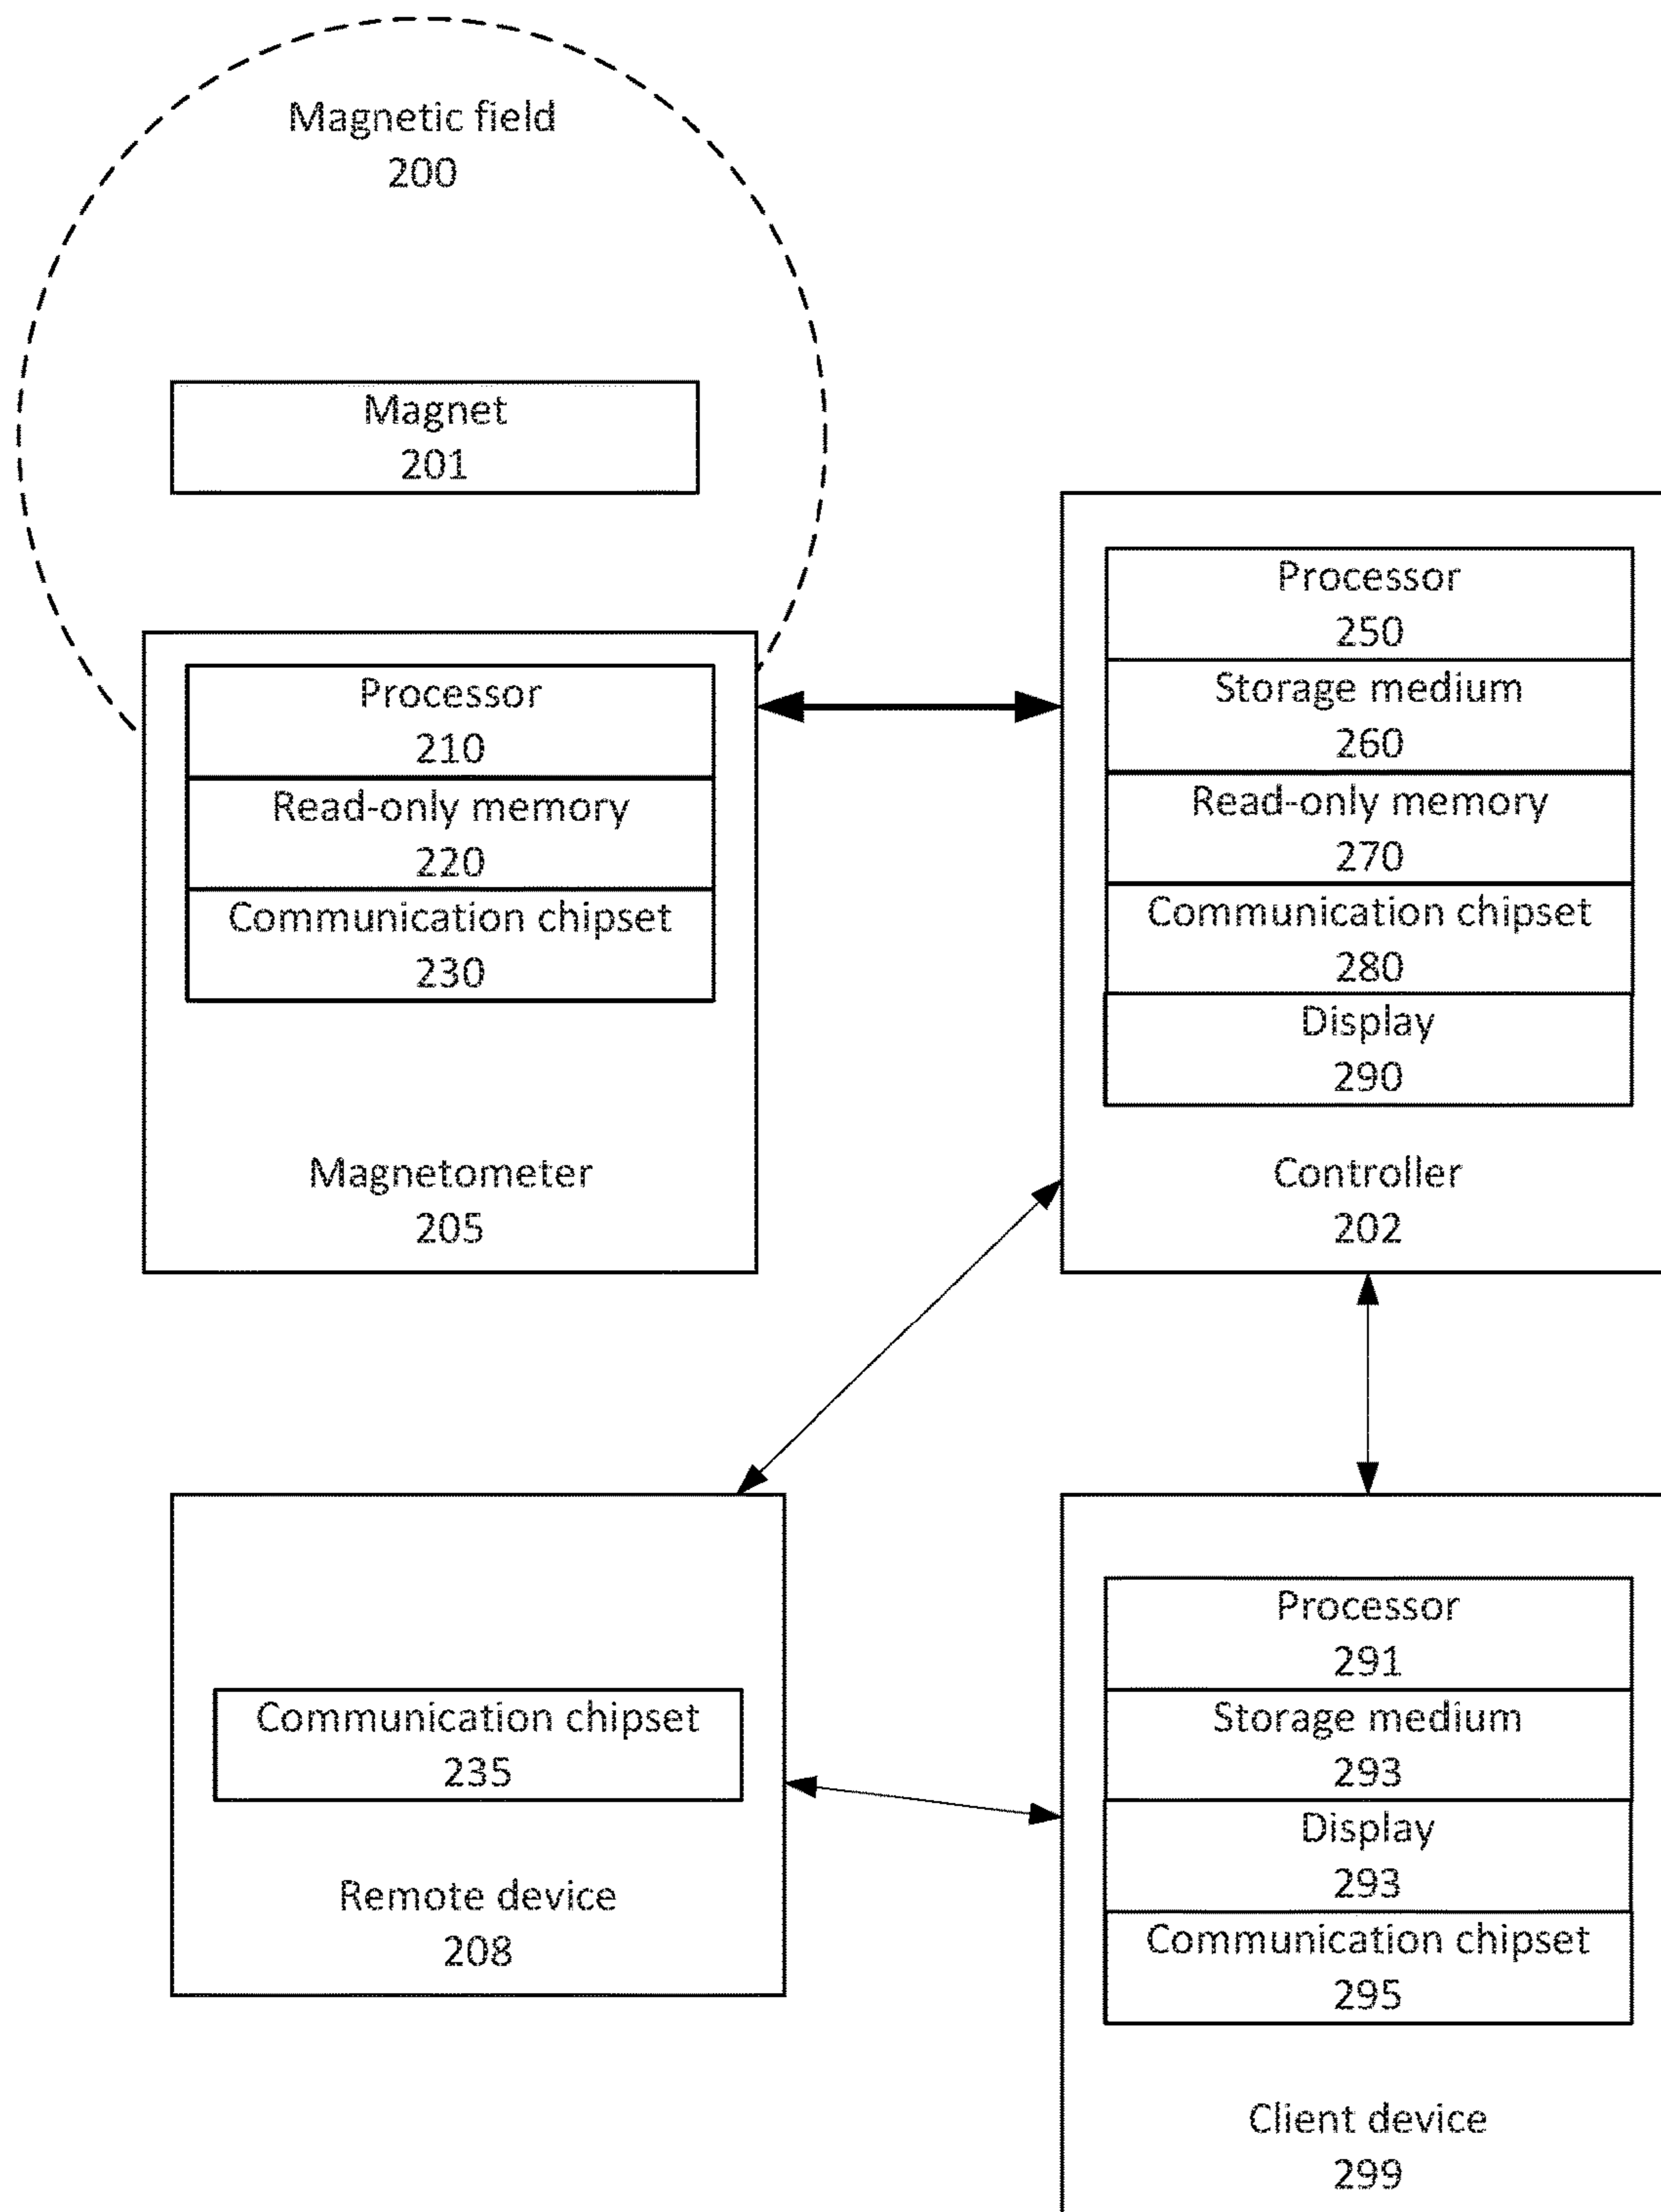 Magnetic field
200
Magnet
201
Processor
210
Read-only memory
220
Communication chipset
230
Magnetometer
205
Processor
250
Storage medium
260
Read-only memory
270
Communication chipset
280
Display
290
Controller
202
Communication chipset
235
Remote device
208
Processor
291
Storage medium
293
Display
293
Communication chipset
295
Client device
299